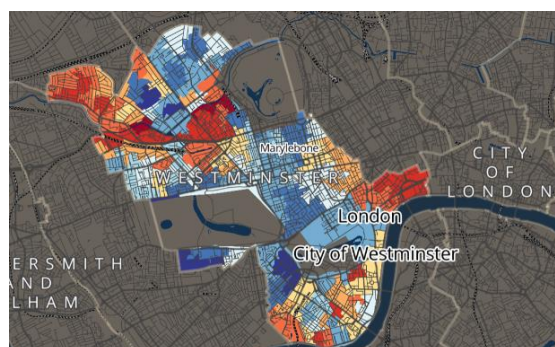 Marylebone
WESTMINSTER
CITY
OF
LONDON
London
City of Westminster
ERSMITH
AND
LHAM